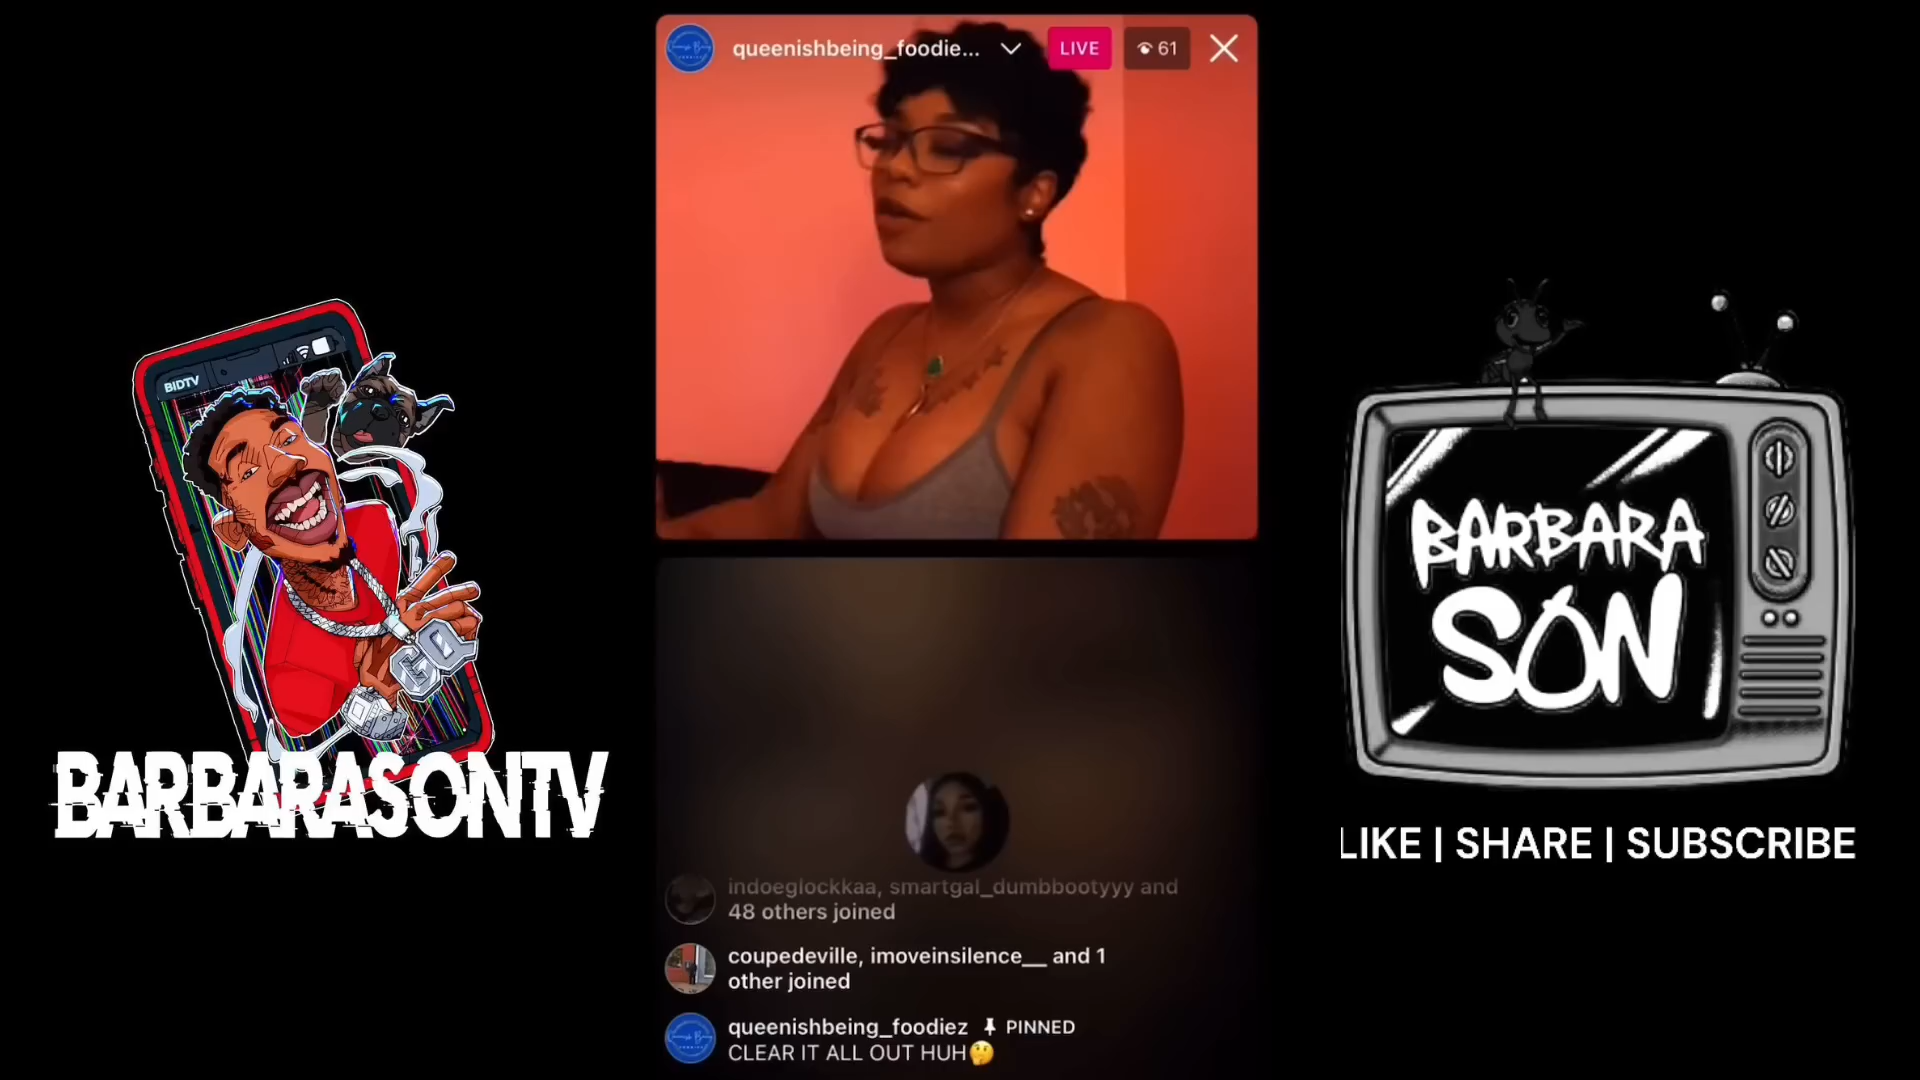 queenishbeing_foodie...
LIVE
61
BIDTV
YGQ
BARBARASONTV
BARBARA
SON
LIKE | SHARE | SUBSCRIBE
indoeglockkaa, smartgal_dumbbootyyy and
48 others joined
coupedeville, imoveinsilence__ and 1
other joined
queenishbeing_foodiez PINNED
CLEAR IT ALL OUT HUH🤔